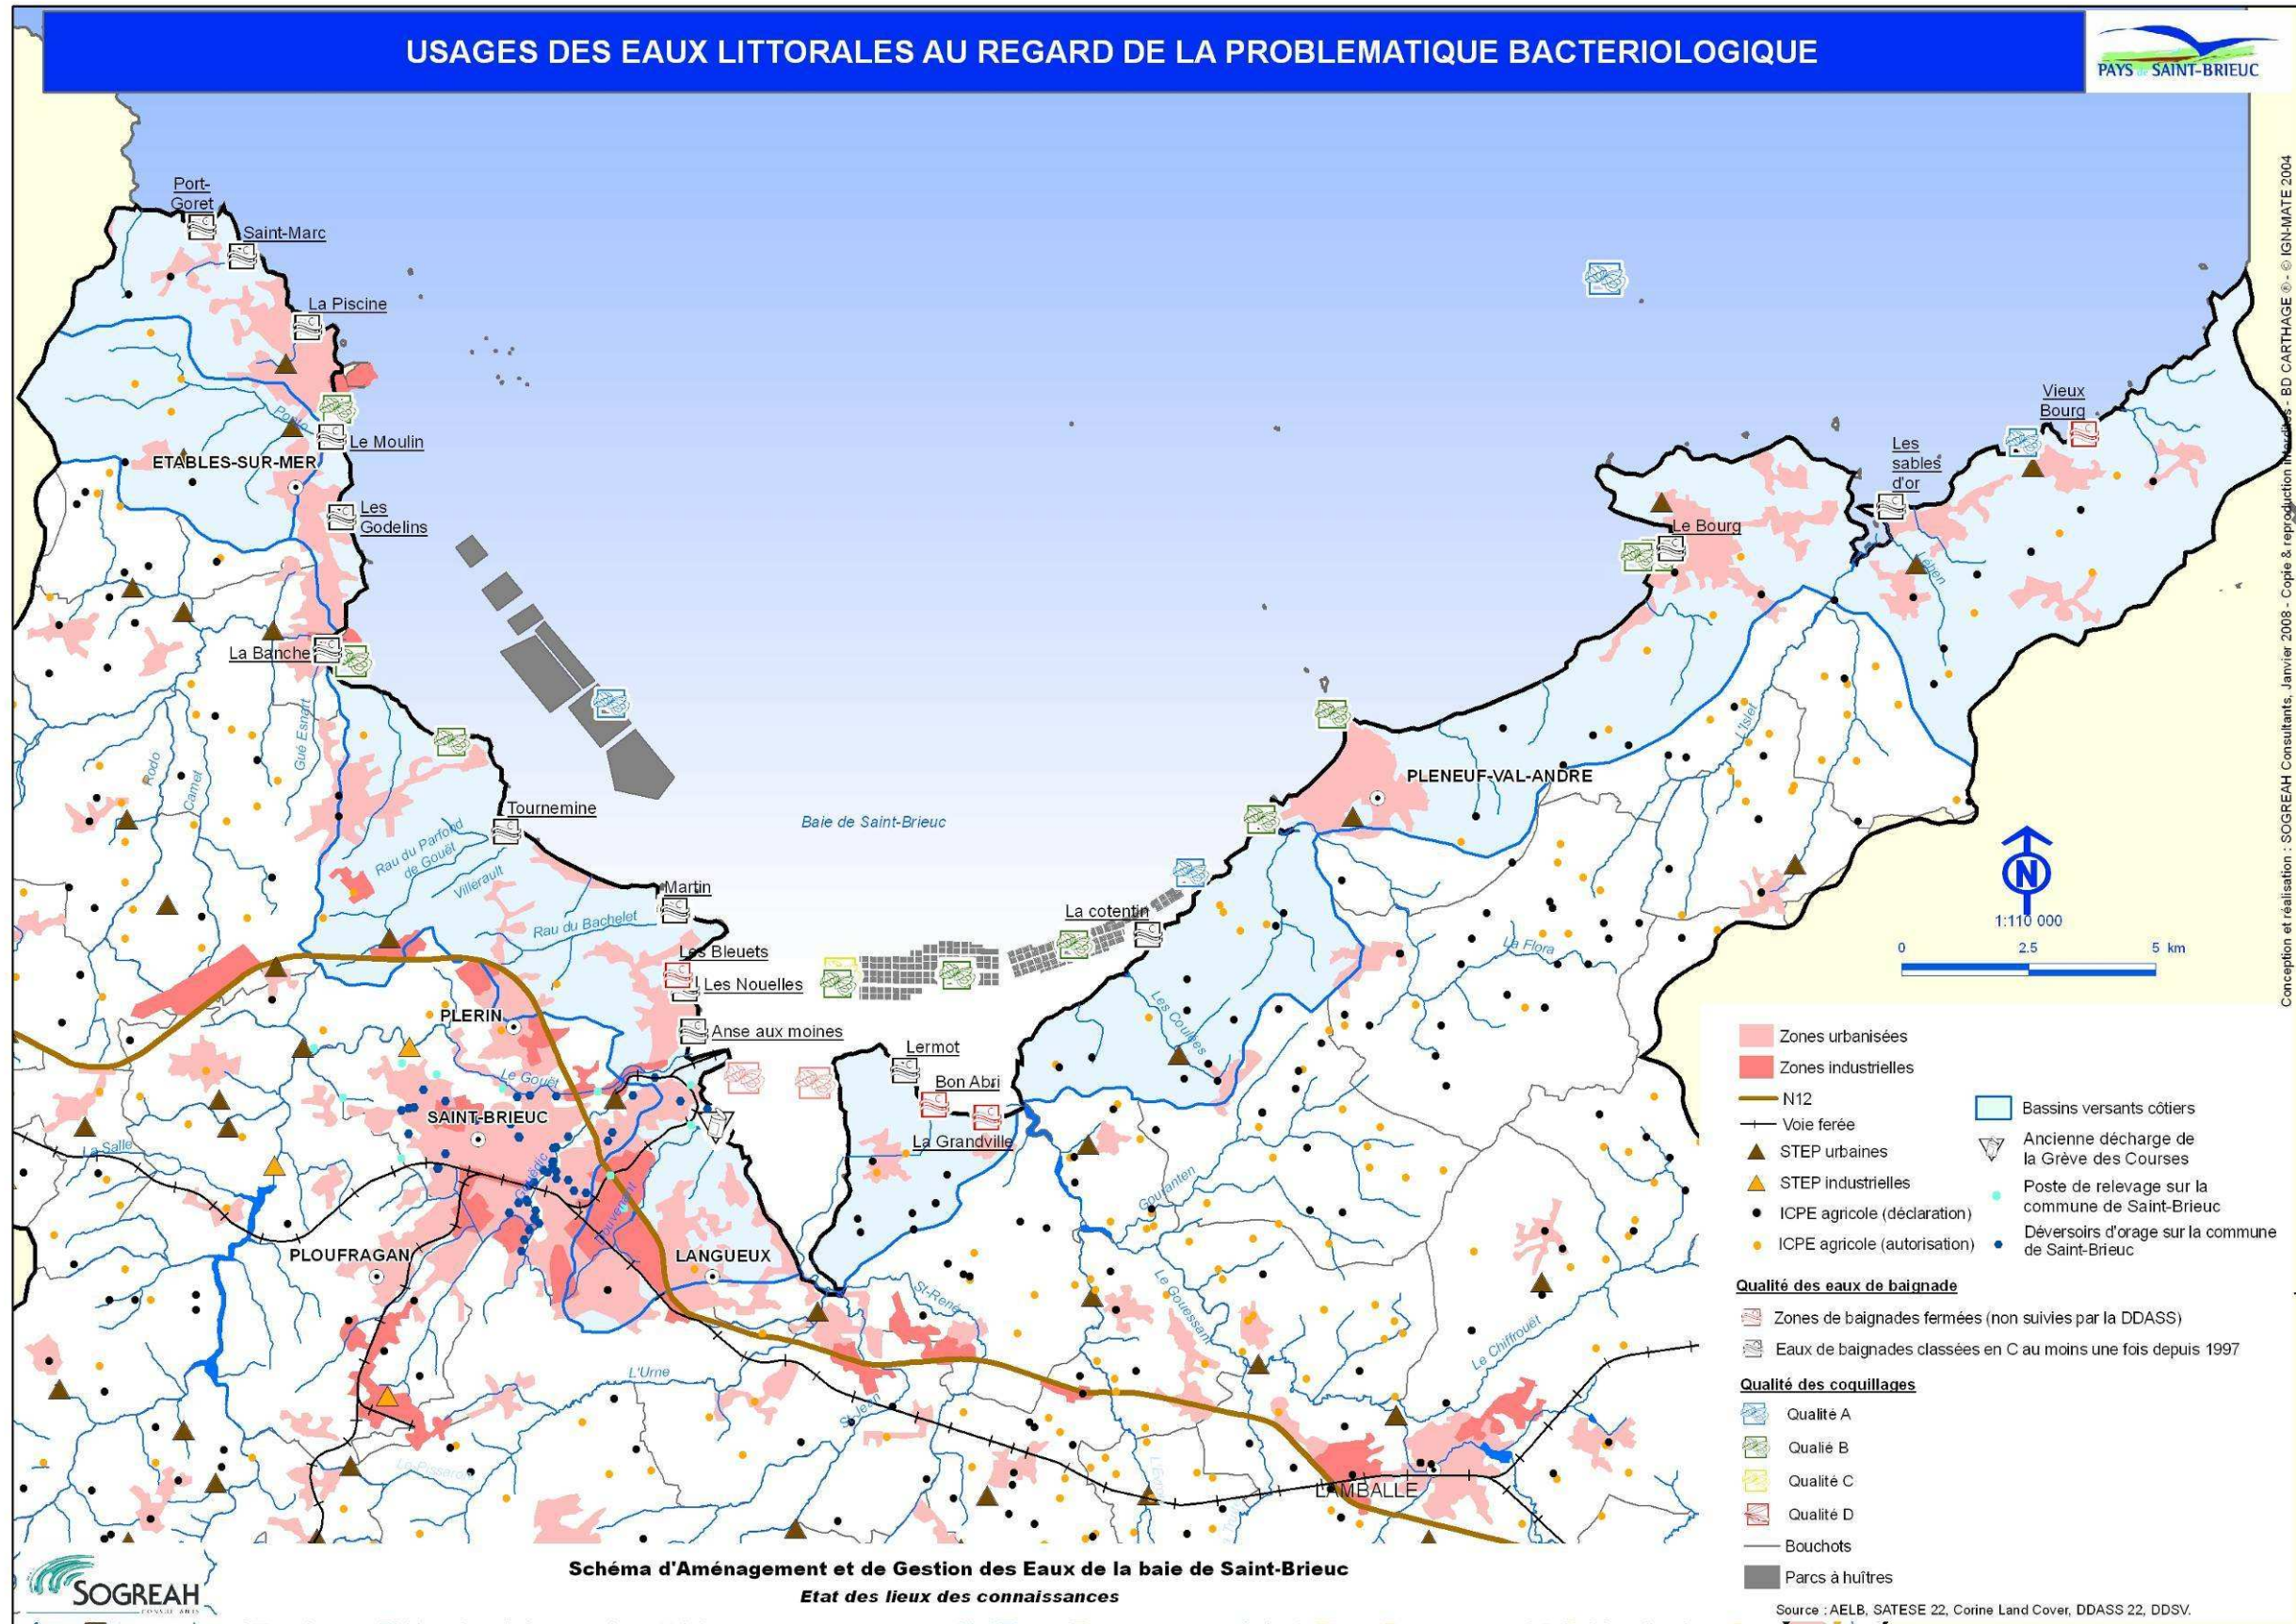 USAGES DES EAUX LITTORALES AU REGARD DE LA PROBLEMATIQUE BACTERIOLOGIQUE
PAYS de SAINT-BRIEUC
Port-
Goret
Saint-Marc
La Piscine
Le Moulin
ETABLES-SUR-MER
Les
Godelins
La Banche
Gué Esnart
Rodo
Camet
Tournemine
Rau du Parfond
de Gouët
Villerault
Martin
Rau du Bachelet
Les Bleuets
Les Nouelles
PLERIN
Anse aux moines
Le Gouët
SAINT-BRIEUC
La Salle
Gouëdic
Douvenant
PLOUFRAGAN
LANGUEUX
L'Urne
St-René
Baie de Saint-Brieuc
La cotentin
Lermot
Bon Abri
La Grandville
Les Coulées
Gouranten
Le Gouessant
Le Chiffrouët
LAMBALLE
PLENEUF-VAL-ANDRE
La Flora
L'Islet
Le Bourg
Les
sables
d'or
Vieux
Bourg
N
1:110 000
0 2.5 5 km
Zones urbanisées
Zones industrielles
N12
Voie ferée
STEP urbaines
STEP industrielles
ICPE agricole (déclaration)
ICPE agricole (autorisation)
Bassins versants côtiers
Ancienne décharge de
la Grève des Courses
Poste de relevage sur la
commune de Saint-Brieuc
Déversoirs d'orage sur la commune
de Saint-Brieuc
Qualité des eaux de baignade
Zones de baignades fermées (non suivies par la DDASS)
Eaux de baignades classées en C au moins une fois depuis 1997
Qualité des coquillages
Qualité A
Qualié B
Qualité C
Qualité D
Bouchots
Parcs à huîtres
Source : AELB, SATESE 22, Corine Land Cover, DDASS 22, DDSV.
Conception et réalisation : SOGREAH Consultants, Janvier 2008 - Copie & reproduction interdites - BD CARTHAGE ® - © IGN-MATE 2004
Schéma d'Aménagement et de Gestion des Eaux de la baie de Saint-Brieuc
Etat des lieux des connaissances
SOGREAH
CONSULTANTS